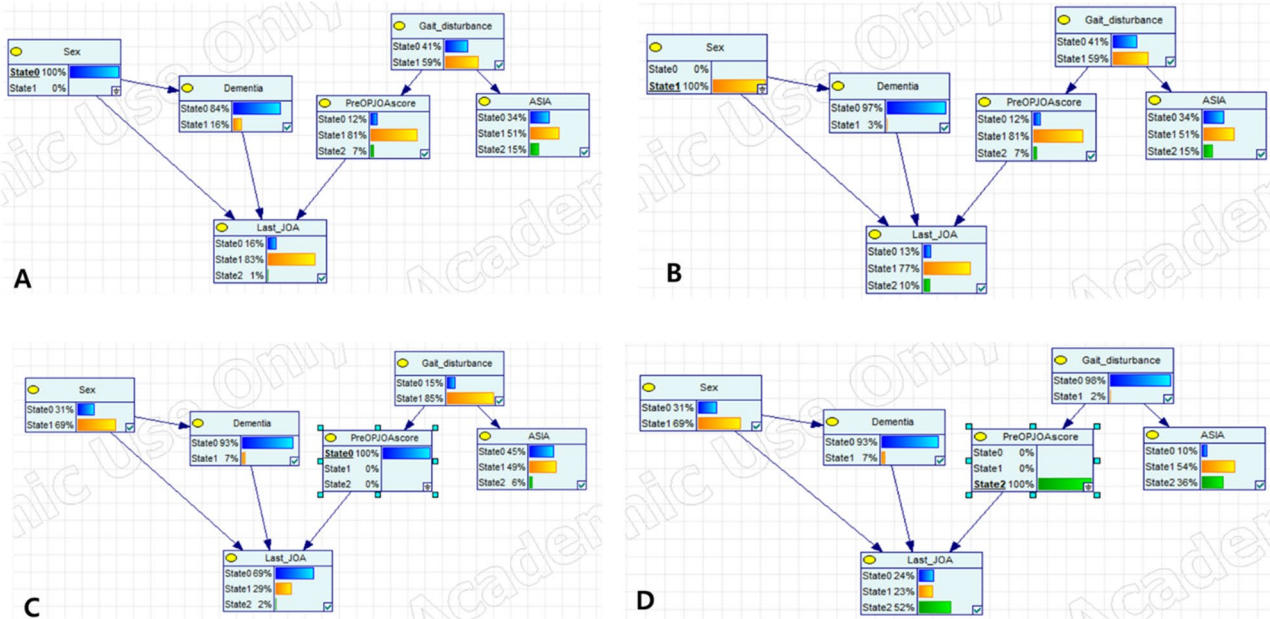 Sex
State0 100%
State1 0%
Gait_disturbance
State0 41%
State1 59%
Dementia
State0 84%
State1 16%
PreOPJOAscore
State0 12%
State1 81%
State2 7%
ASIA
State0 34%
State1 51%
State2 15%
Last_JOA
State0 16%
State1 83%
State2 1%
A
Sex
State0 0%
State1 100%
Gait_disturbance
State0 41%
State1 59%
Dementia
State0 97%
State1 3%
PreOPJOAscore
State0 12%
State1 81%
State2 7%
ASIA
State0 34%
State1 51%
State2 15%
Last_JOA
State0 13%
State1 77%
State2 10%
B
Sex
State0 31%
State1 69%
Gait_disturbance
State0 15%
State1 85%
Dementia
State0 93%
State1 7%
PreOPJOAscore
State0 100%
State1 0%
State2 0%
ASIA
State0 45%
State1 49%
State2 6%
Last_JOA
State0 69%
State1 29%
State2 2%
C
Sex
State0 31%
State1 69%
Gait_disturbance
State0 98%
State1 2%
Dementia
State0 93%
State1 7%
PreOPJOAscore
State0 0%
State1 0%
State2 100%
ASIA
State0 10%
State1 54%
State2 36%
Last_JOA
State0 24%
State1 23%
State2 52%
D